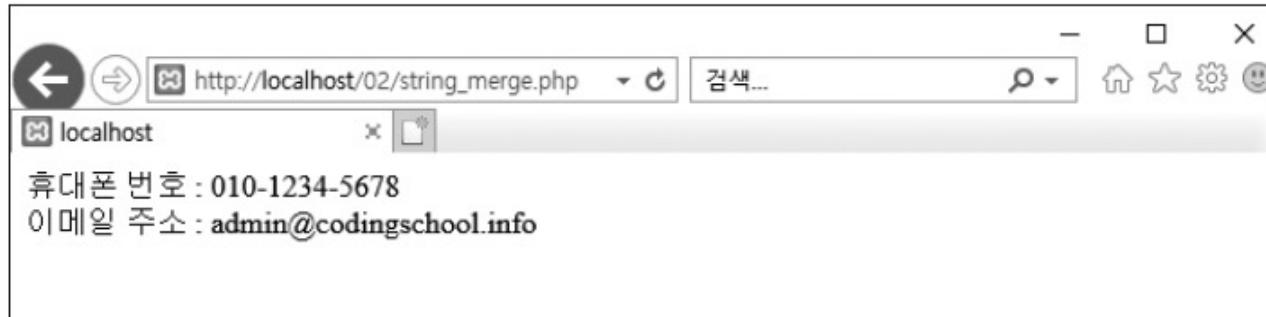 http://localhost/02/string_merge.php
검색...
localhost
휴대폰 번호 : 010-1234-5678
이메일 주소 : admin@codingschool.info